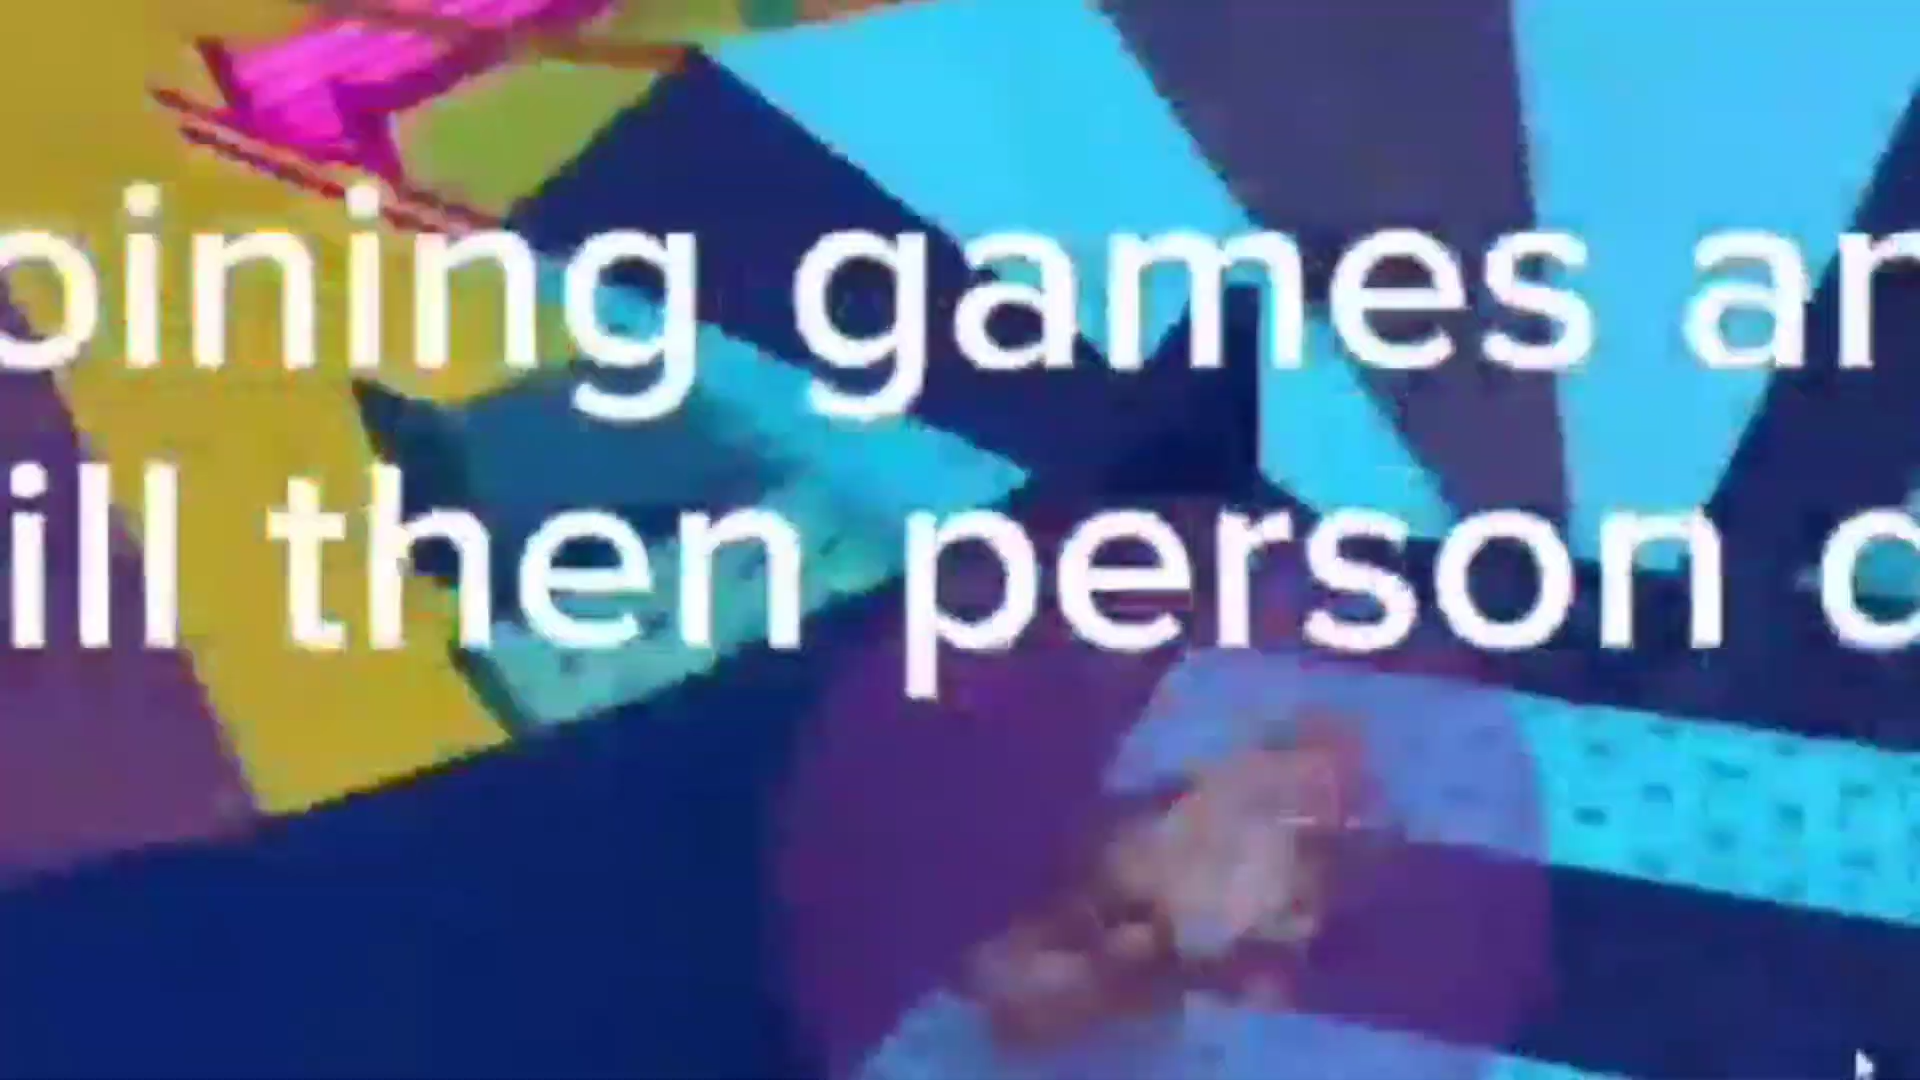 oining games ar
ill then person c